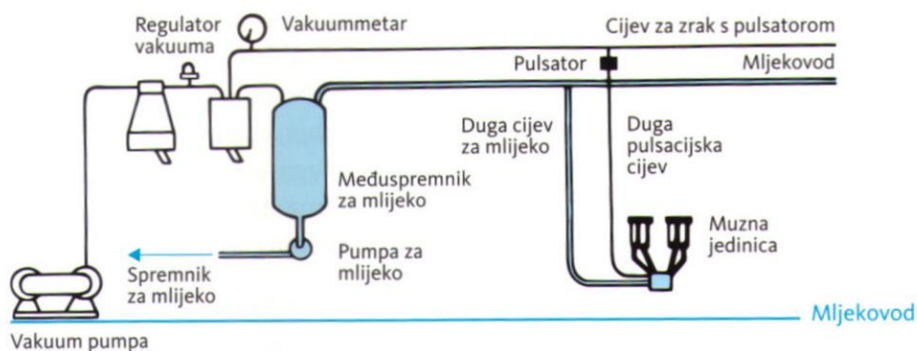 Regulator
vakuuma
Vakuummetar
Cijev za zrak s pulsatorom
Pulsator
Mljekovod
Duga cijev
za mlijeko
Duga
pulsacijska
cijev
Međuspremnik
za mlijeko
Muzna
jedinica
Pumpa za
mlijeko
Spremnik
za mlijeko
Mljekovod
Vakuum pumpa